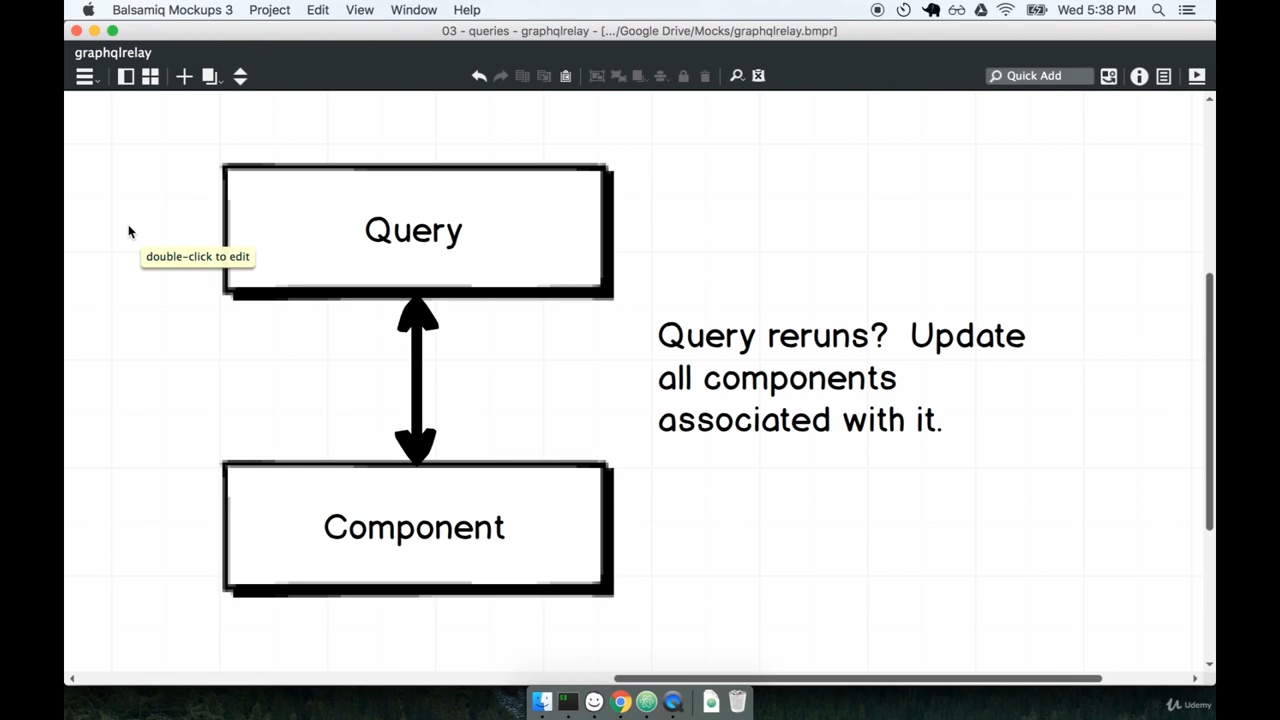 Balsamiq Mockups 3 Project Edit View Window Help Wed 5:38 PM
03 - queries - graphqlrelay - [.../Google Drive/Mocks/graphqlrelay.bmpr]
graphqlrelay
Quick Add
Query
double-click to edit
Query reruns? Update
all components
associated with it.
Component
Udemy